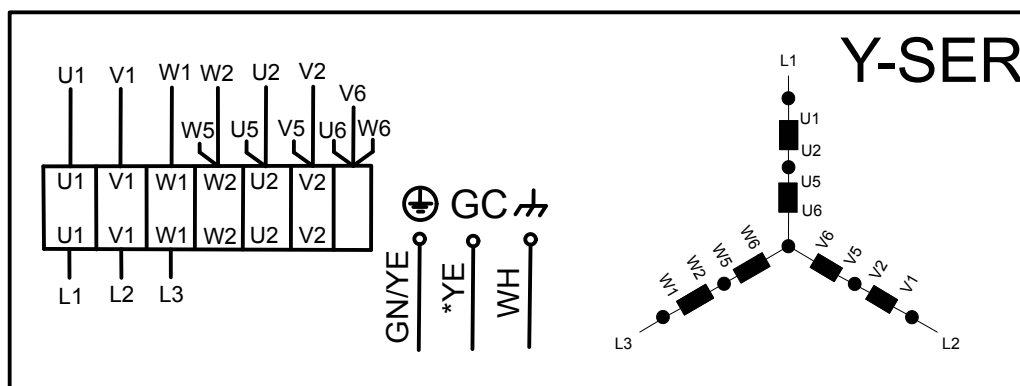 Y-SER
U1 V1 W1 W2 U2 V2 V6
W5 U5 V5 U6 W6
U1 V1 W1 W2 U2 V2
U1 V1 W1 W2 U2 V2
L1 L2 L3
GC
GN/YE *YE WH
L1
U1
U2
U5
U6
W1 W2 W5 W6
V6 V5 V2 V1
L3 L2